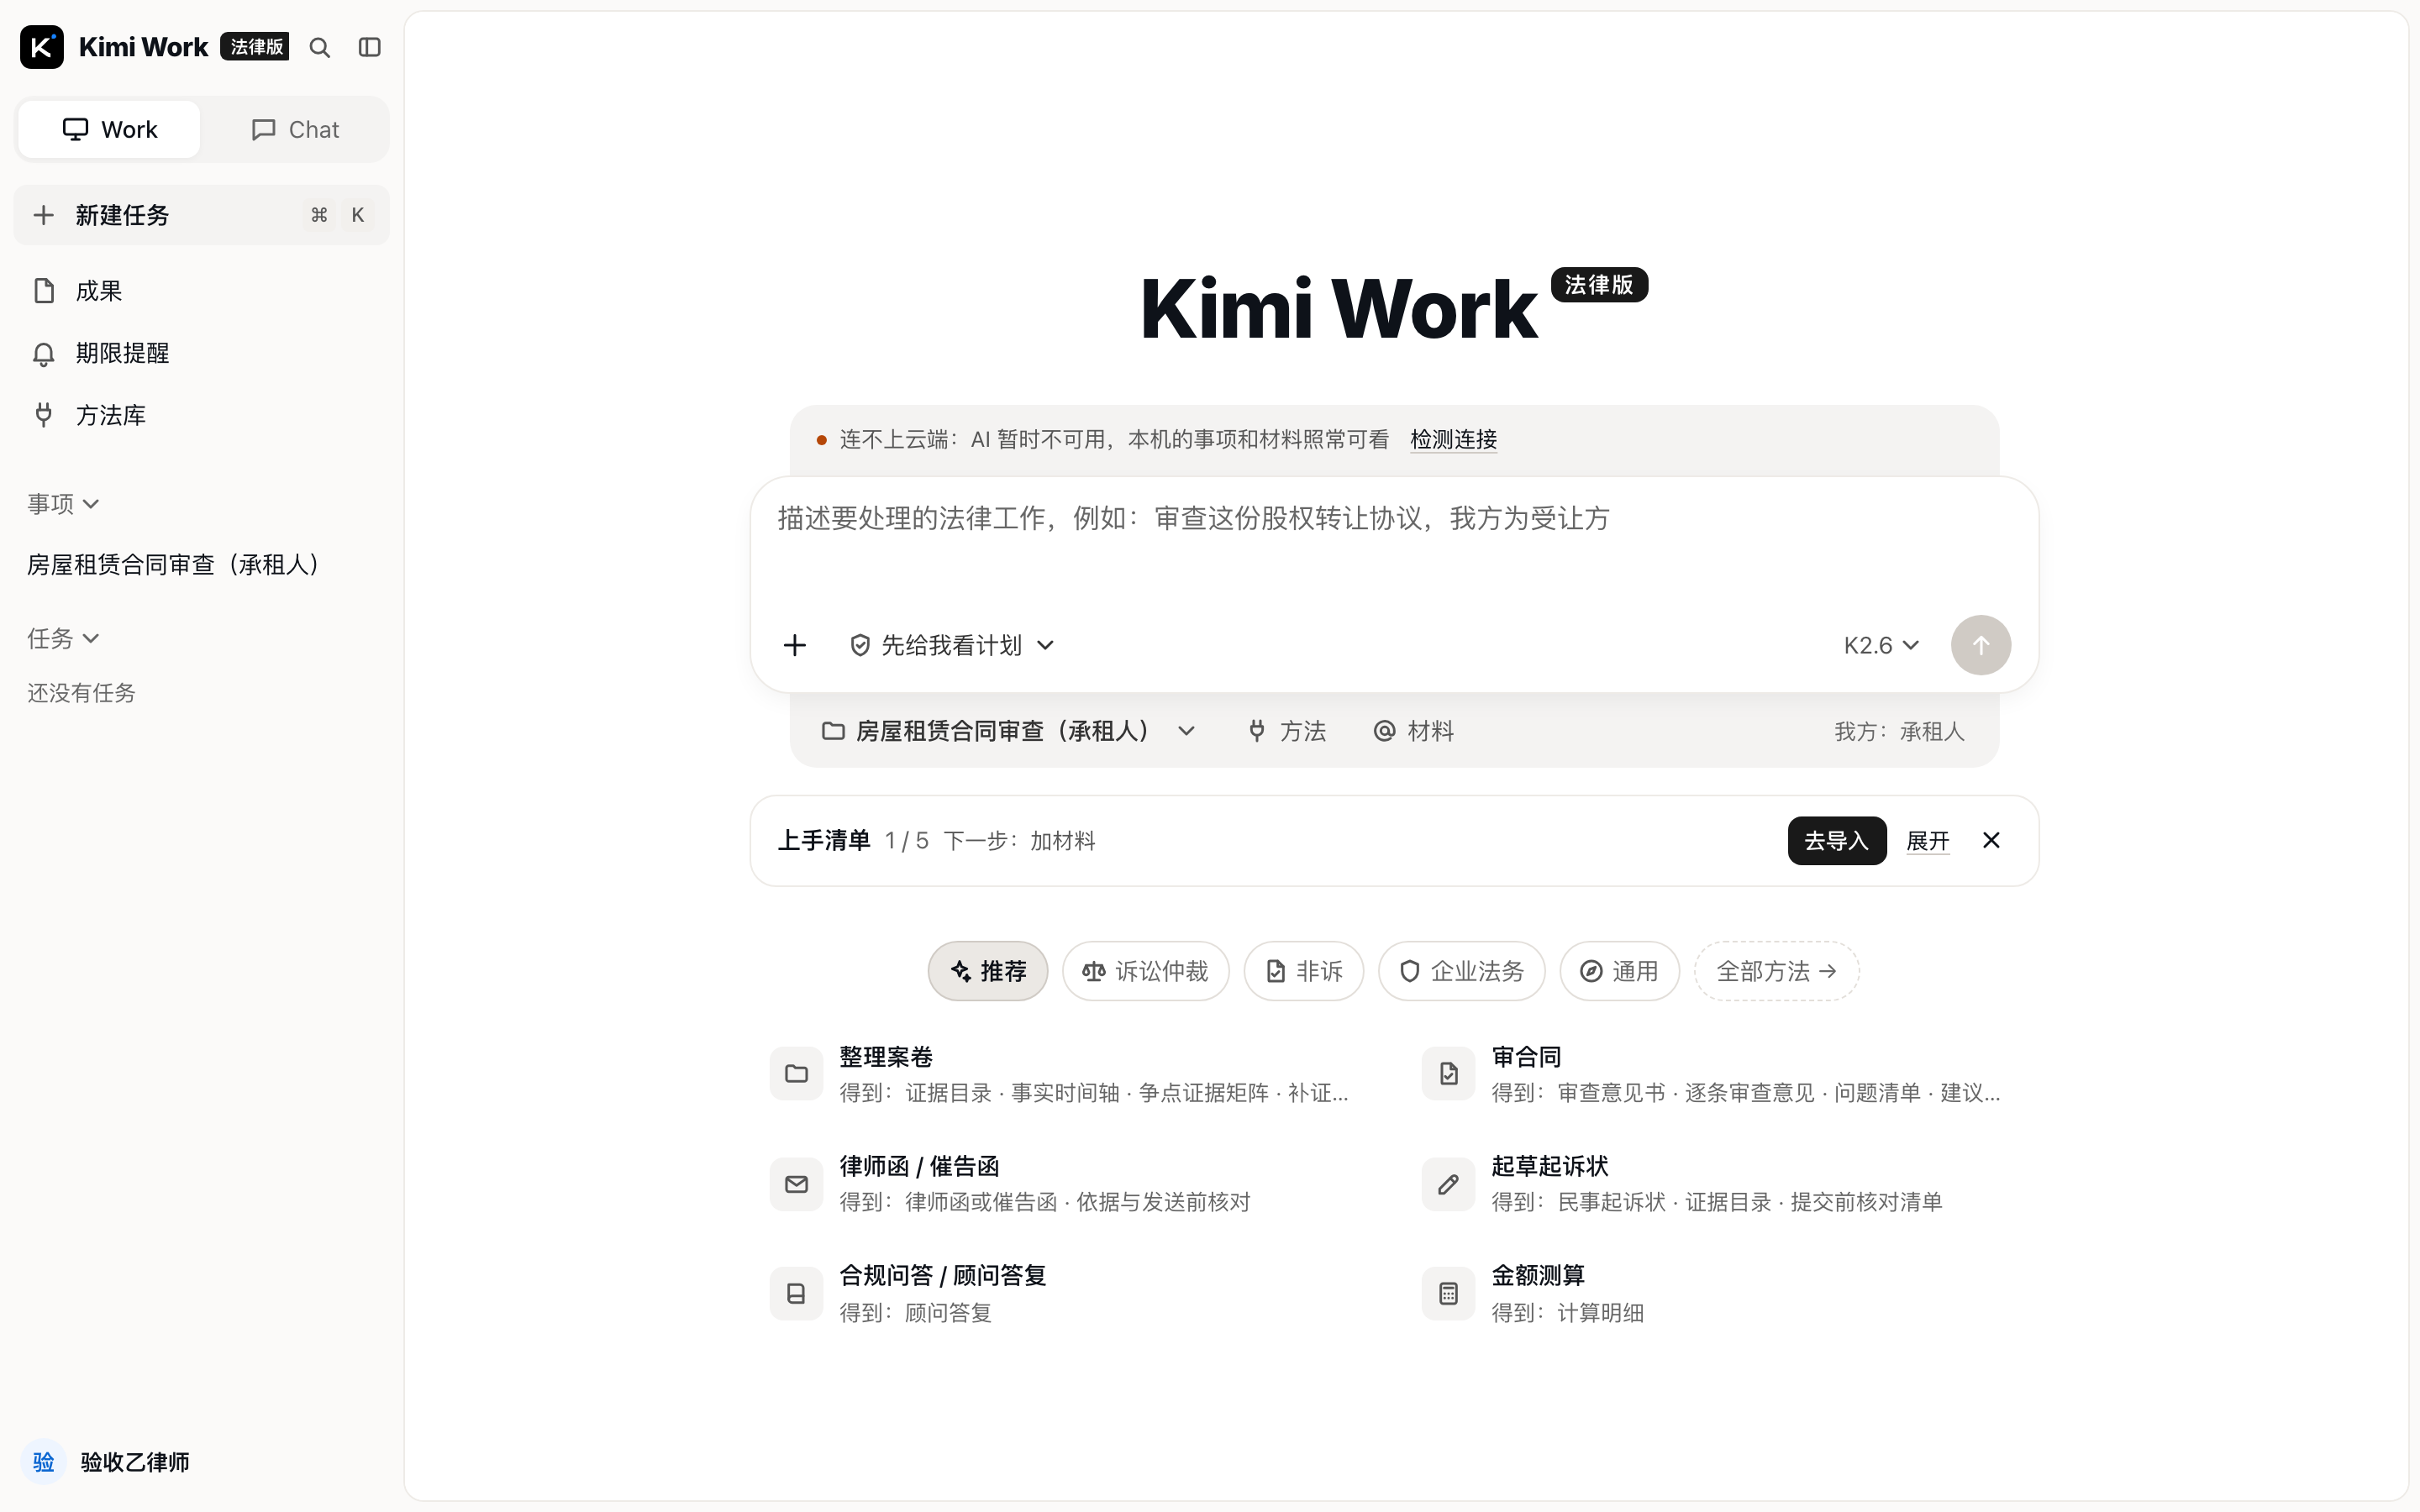 Kimi Work 法律版
Work
Chat
新建任务 ⌘ K
成果
期限提醒
方法库
事项
房屋租赁合同审查（承租人）
任务
还没有任务
验 验收乙律师
Kimi Work 法律版
连不上云端：AI 暂时不可用，本机的事项和材料照常可看 检测连接
描述要处理的法律工作，例如：审查这份股权转让协议，我方为受让方
先给我看计划 K2.6
房屋租赁合同审查（承租人） 方法 材料 我方：承租人
上手清单 1 / 5 下一步：加材料 去导入 展开
推荐 诉讼仲裁 非诉 企业法务 通用 全部方法 →
整理案卷
得到：证据目录 · 事实时间轴 · 争点证据矩阵 · 补证...
审合同
得到：审查意见书 · 逐条审查意见 · 问题清单 · 建议...
律师函 / 催告函
得到：律师函或催告函 · 依据与发送前核对
起草起诉状
得到：民事起诉状 · 证据目录 · 提交前核对清单
合规问答 / 顾问答复
得到：顾问答复
金额测算
得到：计算明细